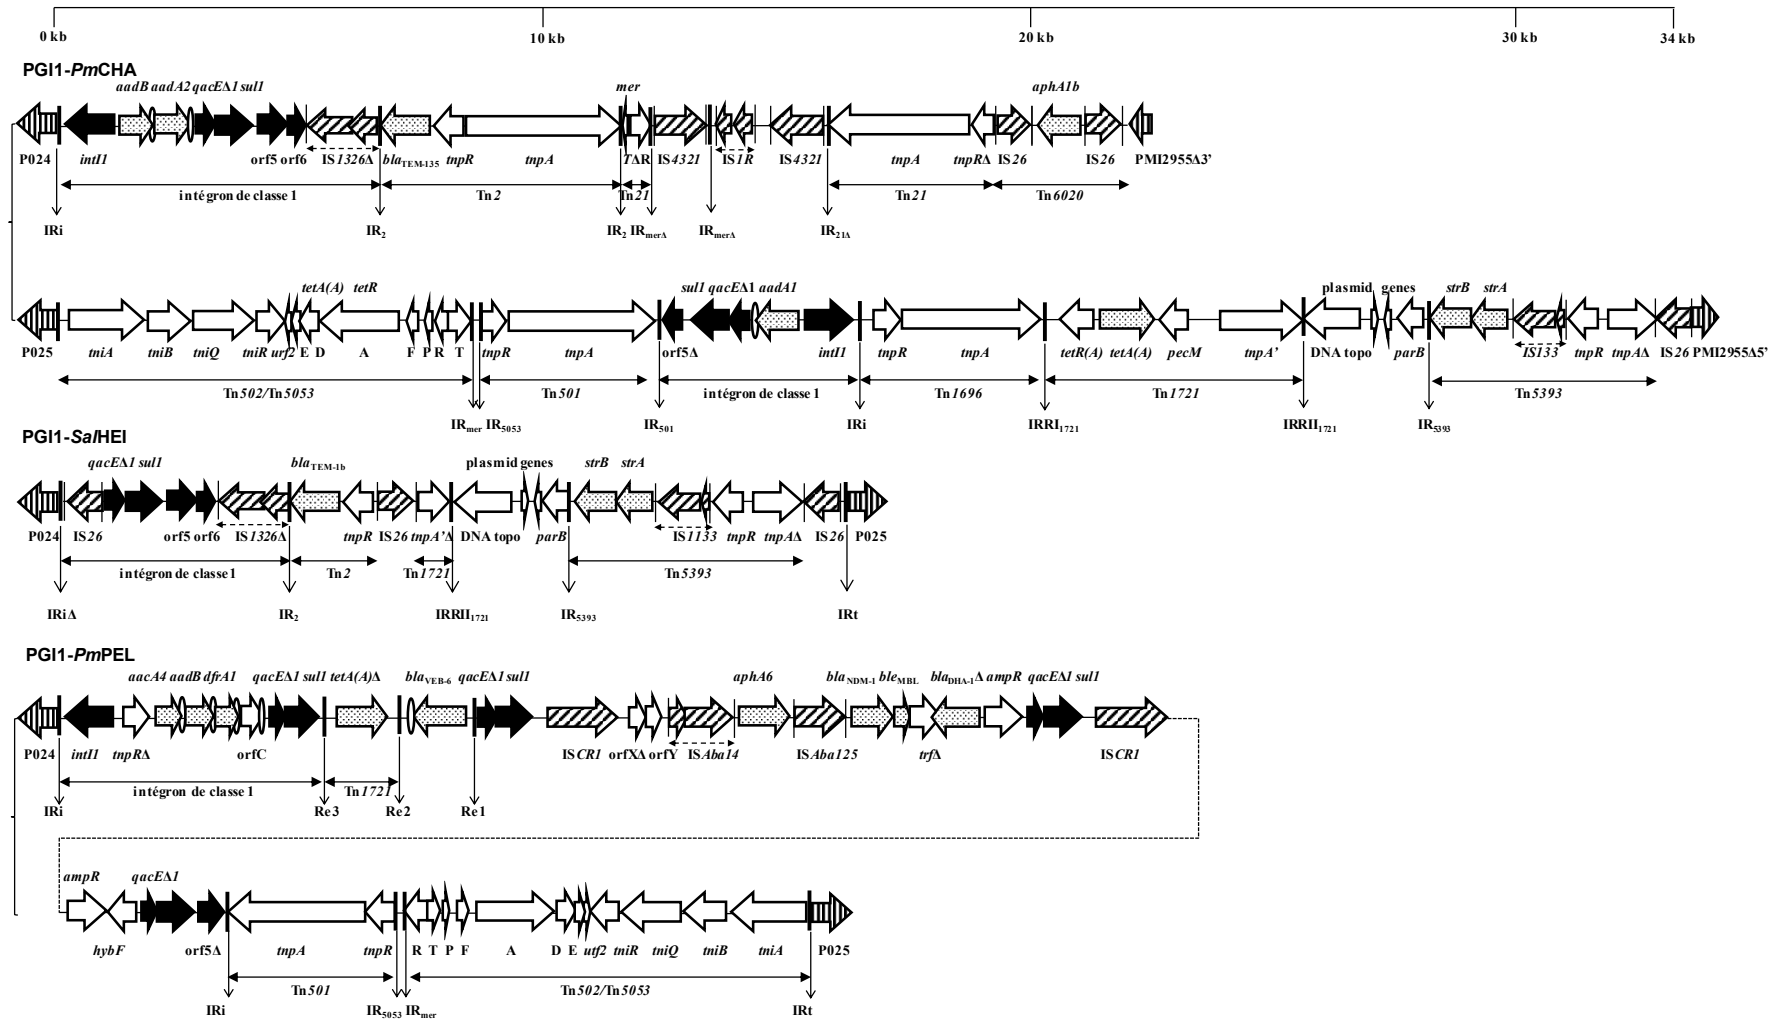 0 kb 10 kb 20 kb 30 kb 34 kb
PGI1-PmCHA
aadB aadA2 qacEΔ1 sul1 mer aphA1b
P024 intI1 orf5 orf6 IS1326Δ blaTEM-135 tnpR tnpA TΔR IS4321 IS1R IS4321 tnpA tnpRΔ IS26 IS26 PMI2955Δ3'
intégron de classe 1 Tn2 Tn21 Tn21 Tn6020
IRi IR2 IR2 IRmerΔ IRmerΔ IR21Δ
tetA(A) tetR sul1 qacEΔ1 aadA1 plasmid genes strB strA
P025 tniA tniB tniQ tniR urf2 E D A F P R T tnpR tnpA orf5Δ intI1 tnpR tnpA tetR(A) tetA(A) pecM tnpA' DNA topo parB IS133 tnpR tnpAΔ IS26 PMI2955Δ5'
Tn502/Tn5053 Tn501 intégron de classe 1 Tn1696 Tn1721 Tn5393
IRmer IR5053 IR501 IRi IRRI1721 IRRII1721 IR5393
PGI1-SalHEI
qacEΔ1 sul1 blaTEM-1b plasmid genes strB strA
P024 IS26 orf5 orf6 IS1326Δ tnpR IS26 tnpA'Δ DNA topo parB IS1133 tnpR tnpAΔ IS26 P025
intégron de classe 1 Tn2 Tn1721 Tn5393
IRiΔ IR2 IRRII1721 IR5393 IRt
PGI1-PmPEL
aacA4 aadB dfrA1 qacEΔ1 sul1 tetA(A)Δ blaVEB-6 qacEΔ1 sul1 aphA6 blaNDM-1 bleMBL blaDHA-1Δ ampR qacEΔ1 sul1
P024 intI1 tnpRΔ orfC ISCR1 orfXΔ orfY ISAba14 ISAba125 trfΔ ISCR1
intégron de classe 1 Tn1721
IRi Re3 Re2 Re1
ampR qacEΔ1
hybF orf5Δ tnpA tnpR R T P F A D E utf2 tniR tniQ tniB tniA P025
Tn501 Tn502/Tn5053
IRi IR5053 IRmer IRt